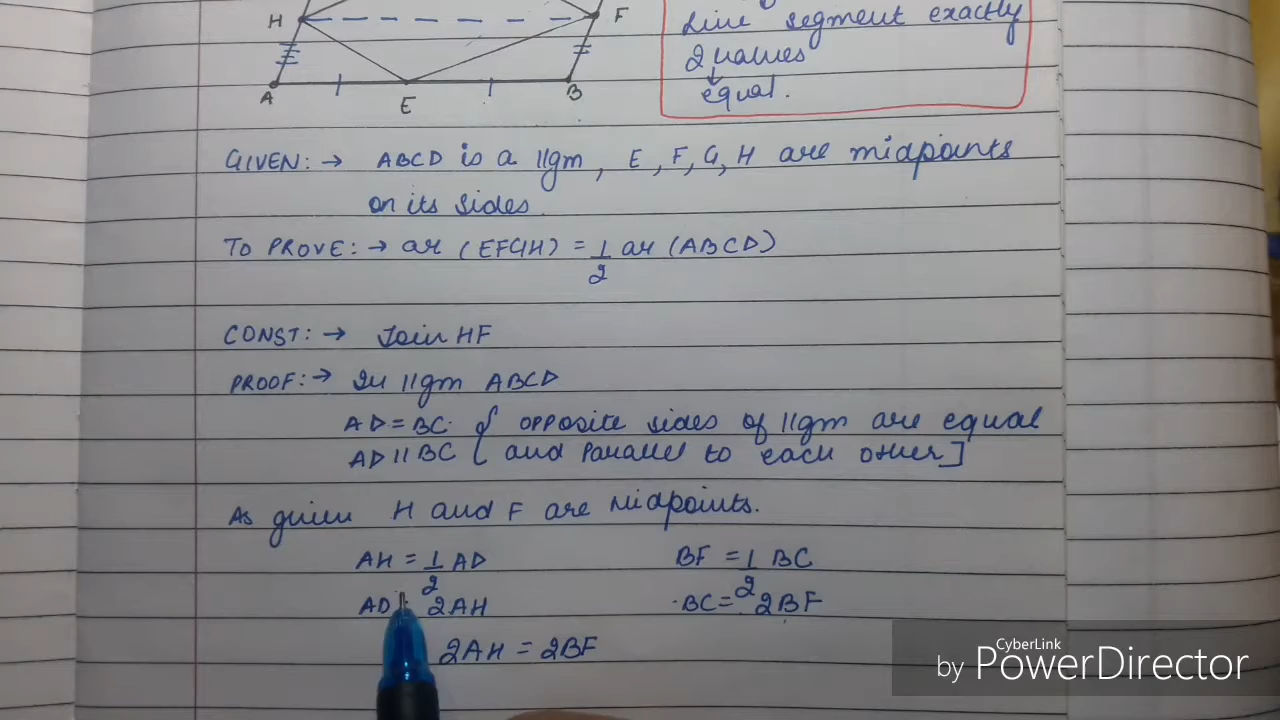 H
F
Line segment exactly
2 values
equal.
A
E
B
GIVEN: → ABCD is a ||gm, E, F, G, H are midpoints
on its sides.
TO PROVE: → ar (EFGH) = 1/2 ar (ABCD)
CONST: → Join HF
PROOF: → In ||gm ABCD
AD = BC. { opposite sides of ||gm are equal
AD || BC [ and Parallel to each other]
As given H and F are Midpoints.
AH = 1/2 AD BF = 1/2 BC
AD 2AH BC = 2BF
2AH = 2BF
CyberLink
by PowerDirector